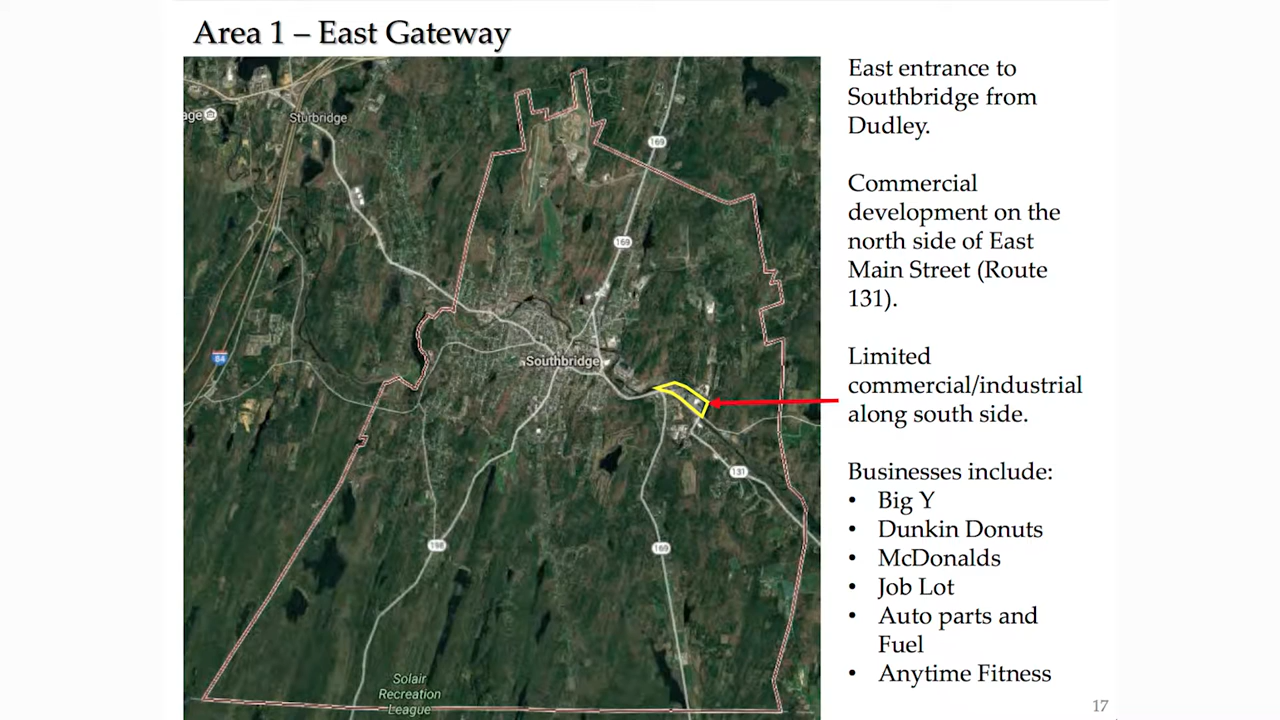 Area 1 – East Gateway
East entrance to
Southbridge from
Dudley.
Commercial
development on the
north side of East
Main Street (Route
131).
Limited
commercial/industrial
along south side.
Businesses include:
• Big Y
• Dunkin Donuts
• McDonalds
• Job Lot
• Auto parts and
Fuel
• Anytime Fitness
age
Sturbridge
169
169
84
Southbridge
131
198
169
Solair
Recreation
League
17